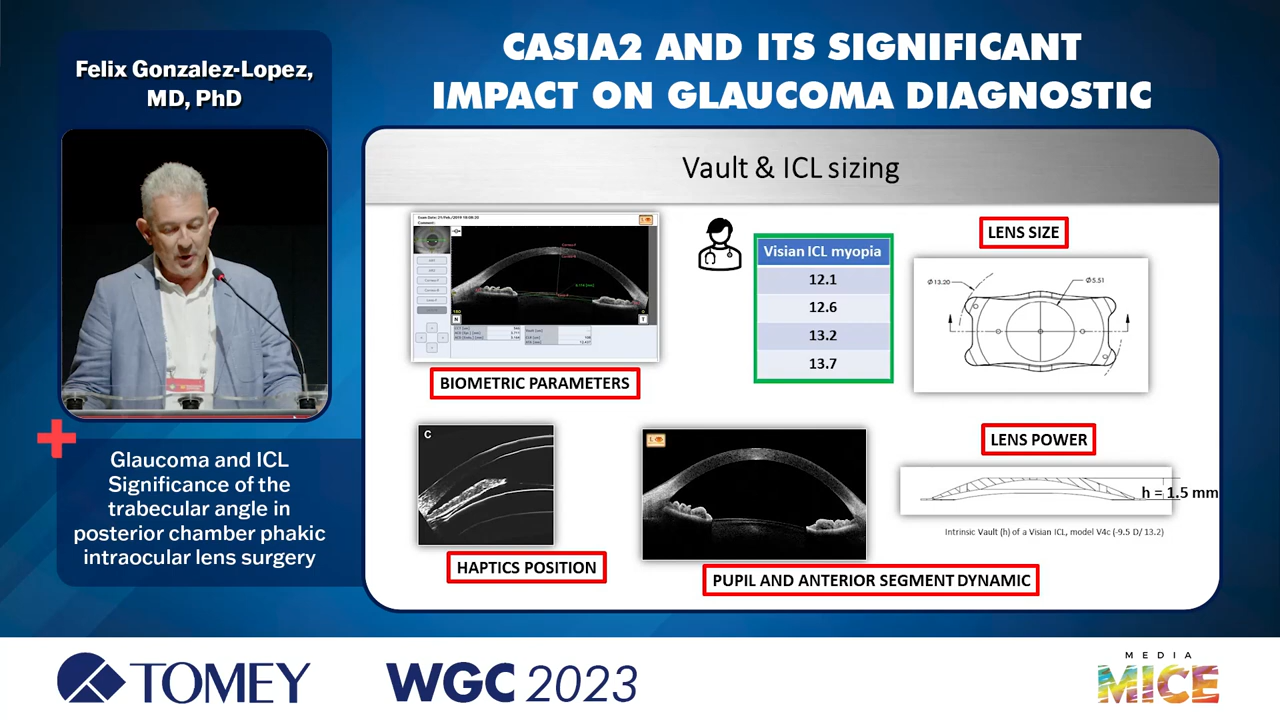 CASIA2 AND ITS SIGNIFICANT
IMPACT ON GLAUCOMA DIAGNOSTIC
Felix Gonzalez-Lopez,
MD, PhD
Glaucoma and ICL
Significance of the
trabecular angle in
posterior chamber phakic
intraocular lens surgery
Vault & ICL sizing
BIOMETRIC PARAMETERS
Visian ICL myopia
12.1
12.6
13.2
13.7
LENS SIZE
Ø13.20
Ø5.51
C
HAPTICS POSITION
PUPIL AND ANTERIOR SEGMENT DYNAMIC
LENS POWER
h = 1.5 mm
Intrinsic Vault (h) of a Visian ICL, model V4c (-9.5 D/ 13.2)
TOMEY
WGC 2023
MEDIA
MICE